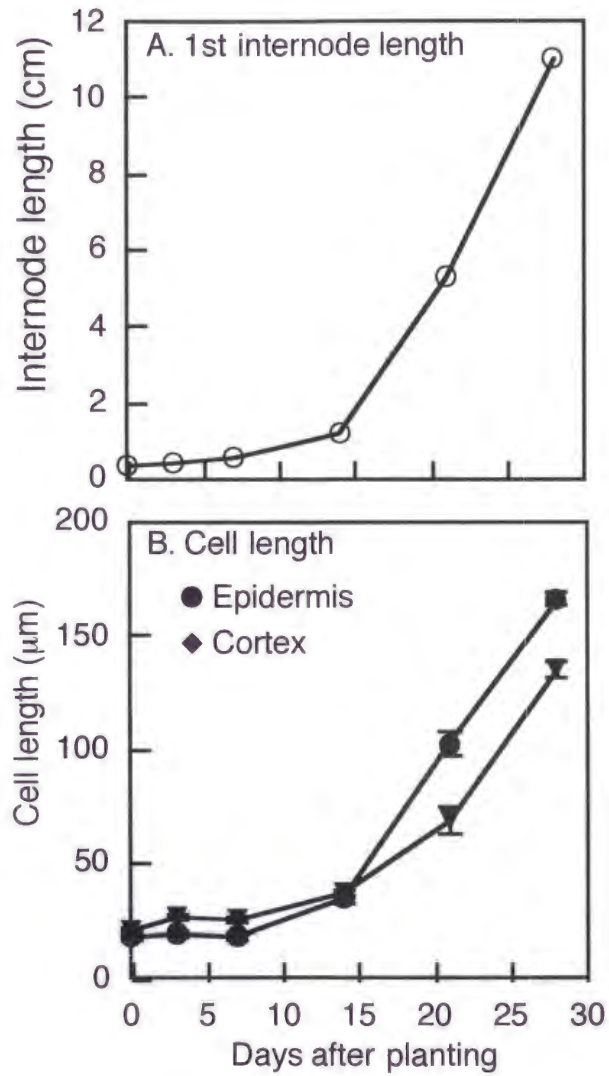 A. 1st internode length
Internode length (cm)
12
10
8
6
4
2
0
B. Cell length
Epidermis
Cortex
Cell length (μm)
200
150
100
50
0
0 5 10 15 20 25 30
Days after planting